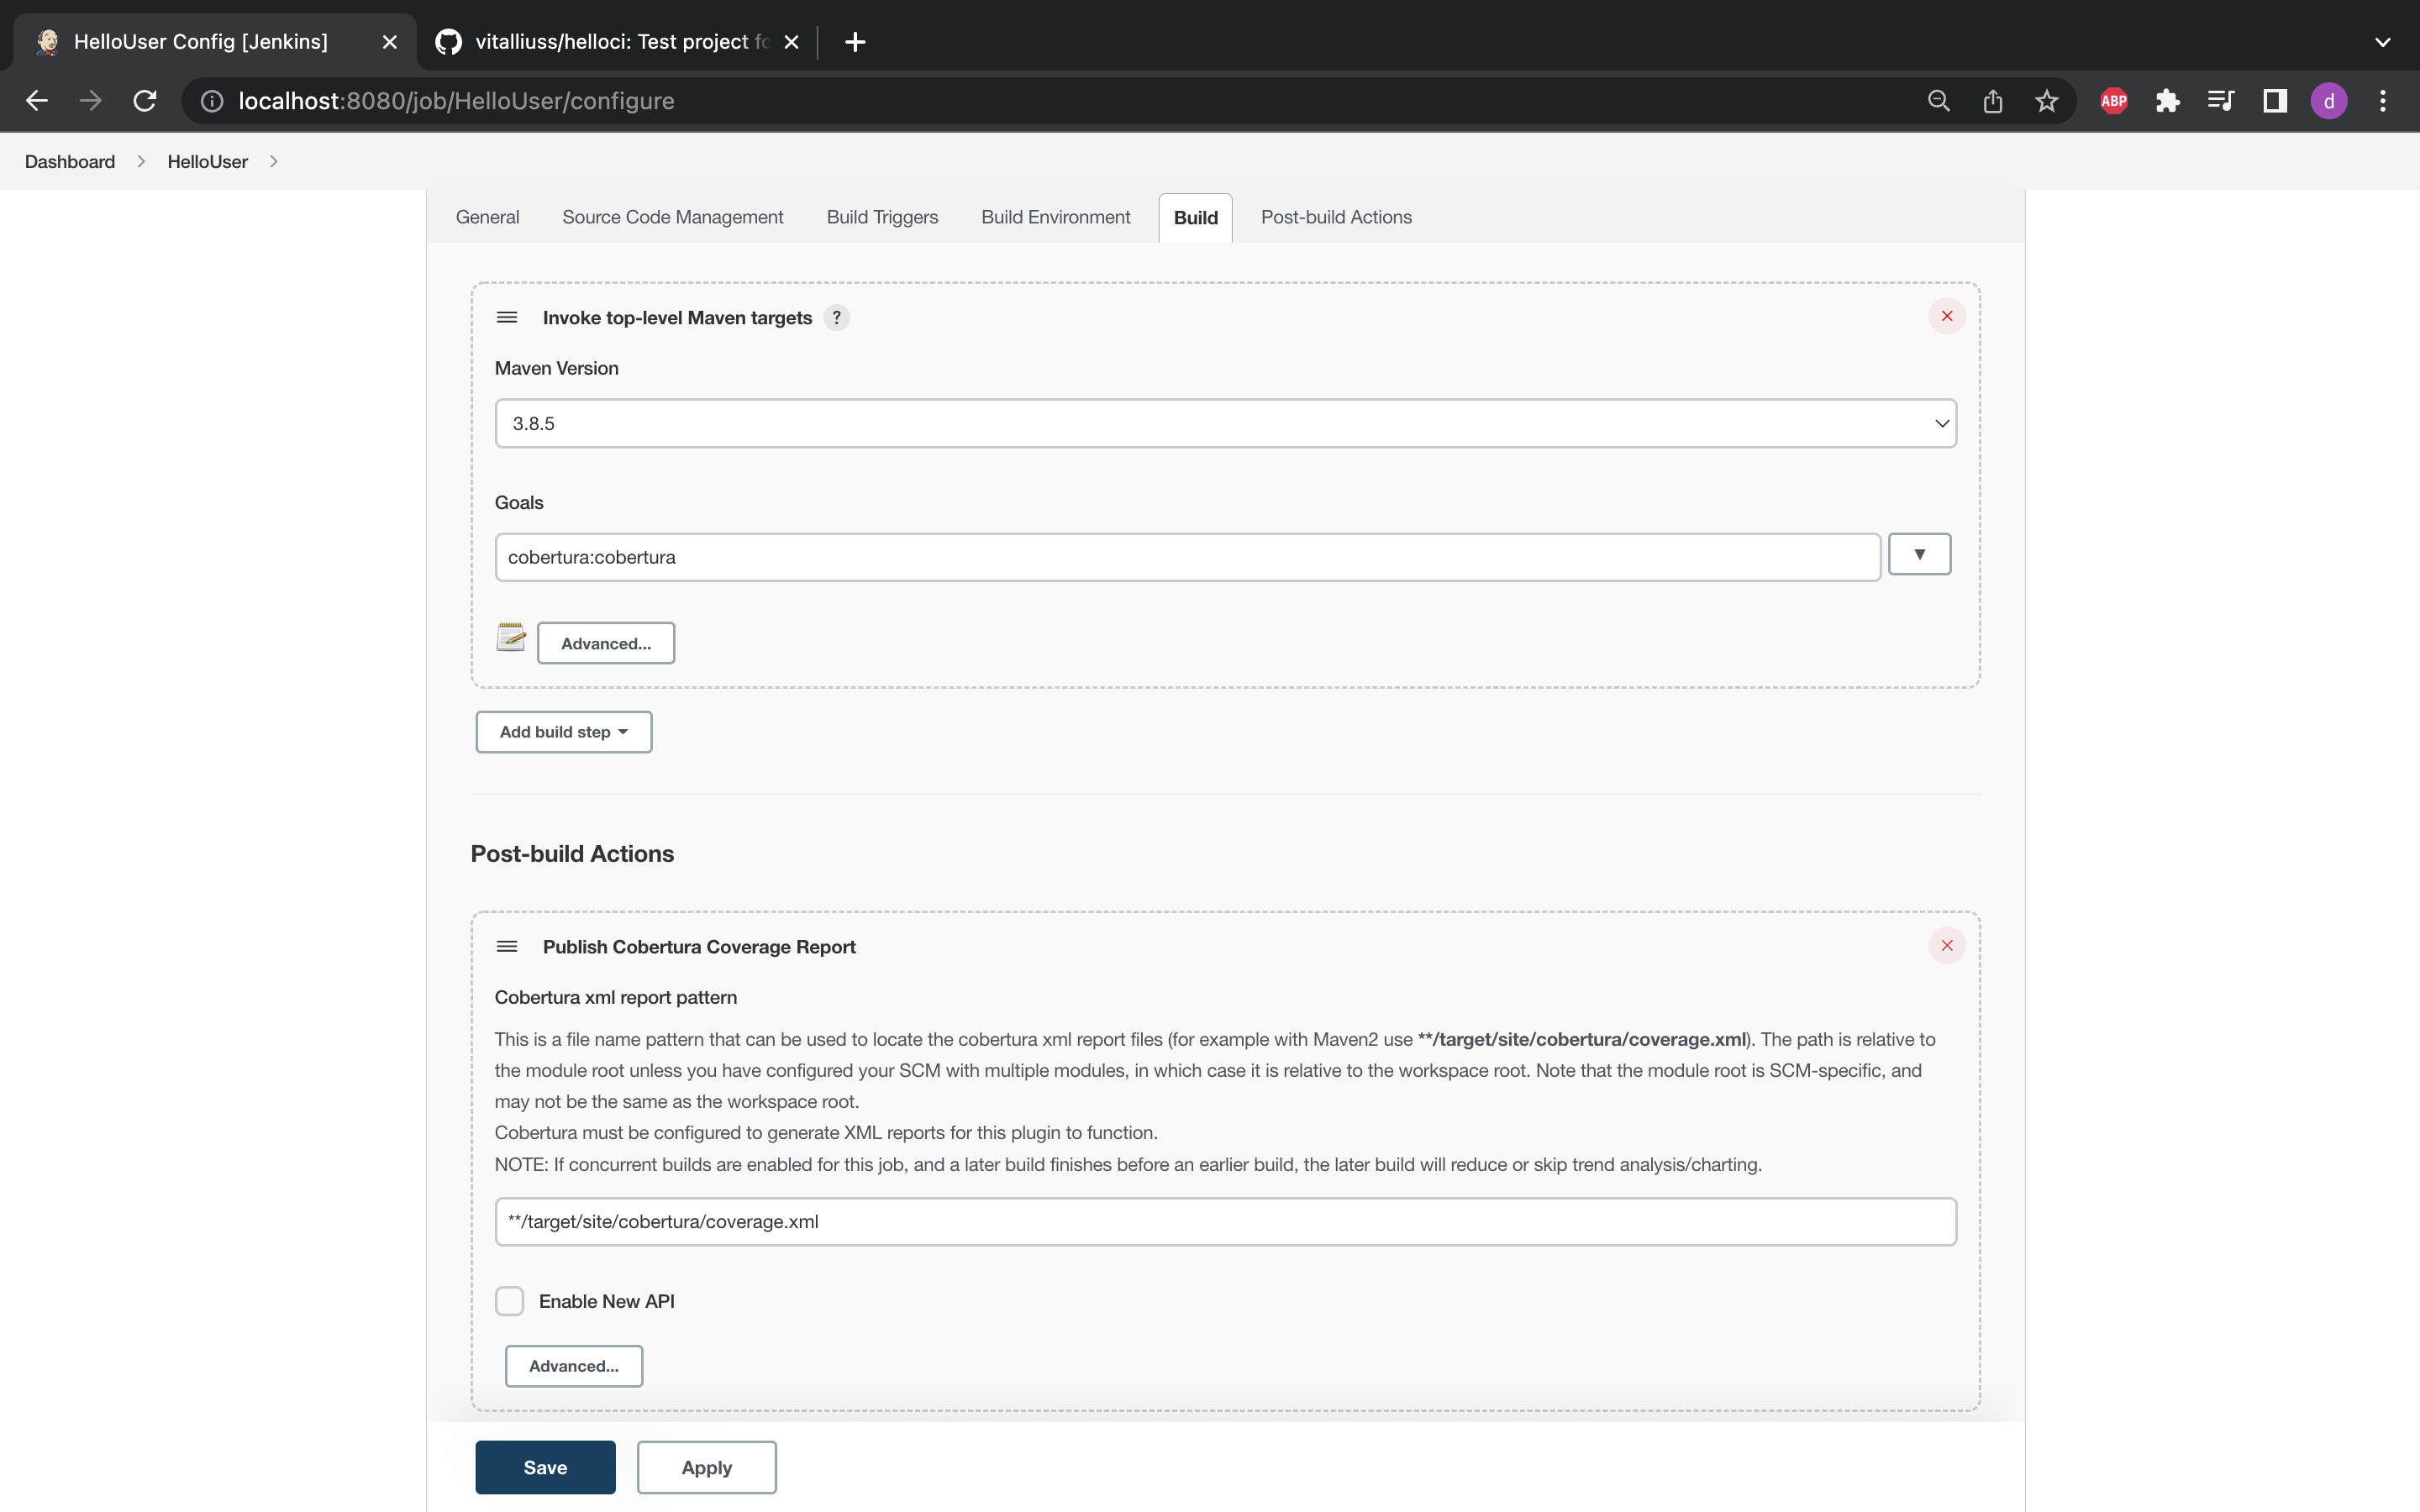 HelloUser Config [Jenkins]
vitalliuss/helloci: Test project fo
localhost:8080/job/HelloUser/configure
ABP
d
Dashboard
HelloUser
General
Source Code Management
Build Triggers
Build Environment
Build
Post-build Actions
Invoke top-level Maven targets
?
Maven Version
3.8.5
Goals
cobertura:cobertura
Advanced...
Add build step
Post-build Actions
Publish Cobertura Coverage Report
Cobertura xml report pattern
This is a file name pattern that can be used to locate the cobertura xml report files (for example with Maven2 use **/target/site/cobertura/coverage.xml). The path is relative to
the module root unless you have configured your SCM with multiple modules, in which case it is relative to the workspace root. Note that the module root is SCM-specific, and
may not be the same as the workspace root.
Cobertura must be configured to generate XML reports for this plugin to function.
NOTE: If concurrent builds are enabled for this job, and a later build finishes before an earlier build, the later build will reduce or skip trend analysis/charting.
**/target/site/cobertura/coverage.xml
Enable New API
Advanced...
Save
Apply